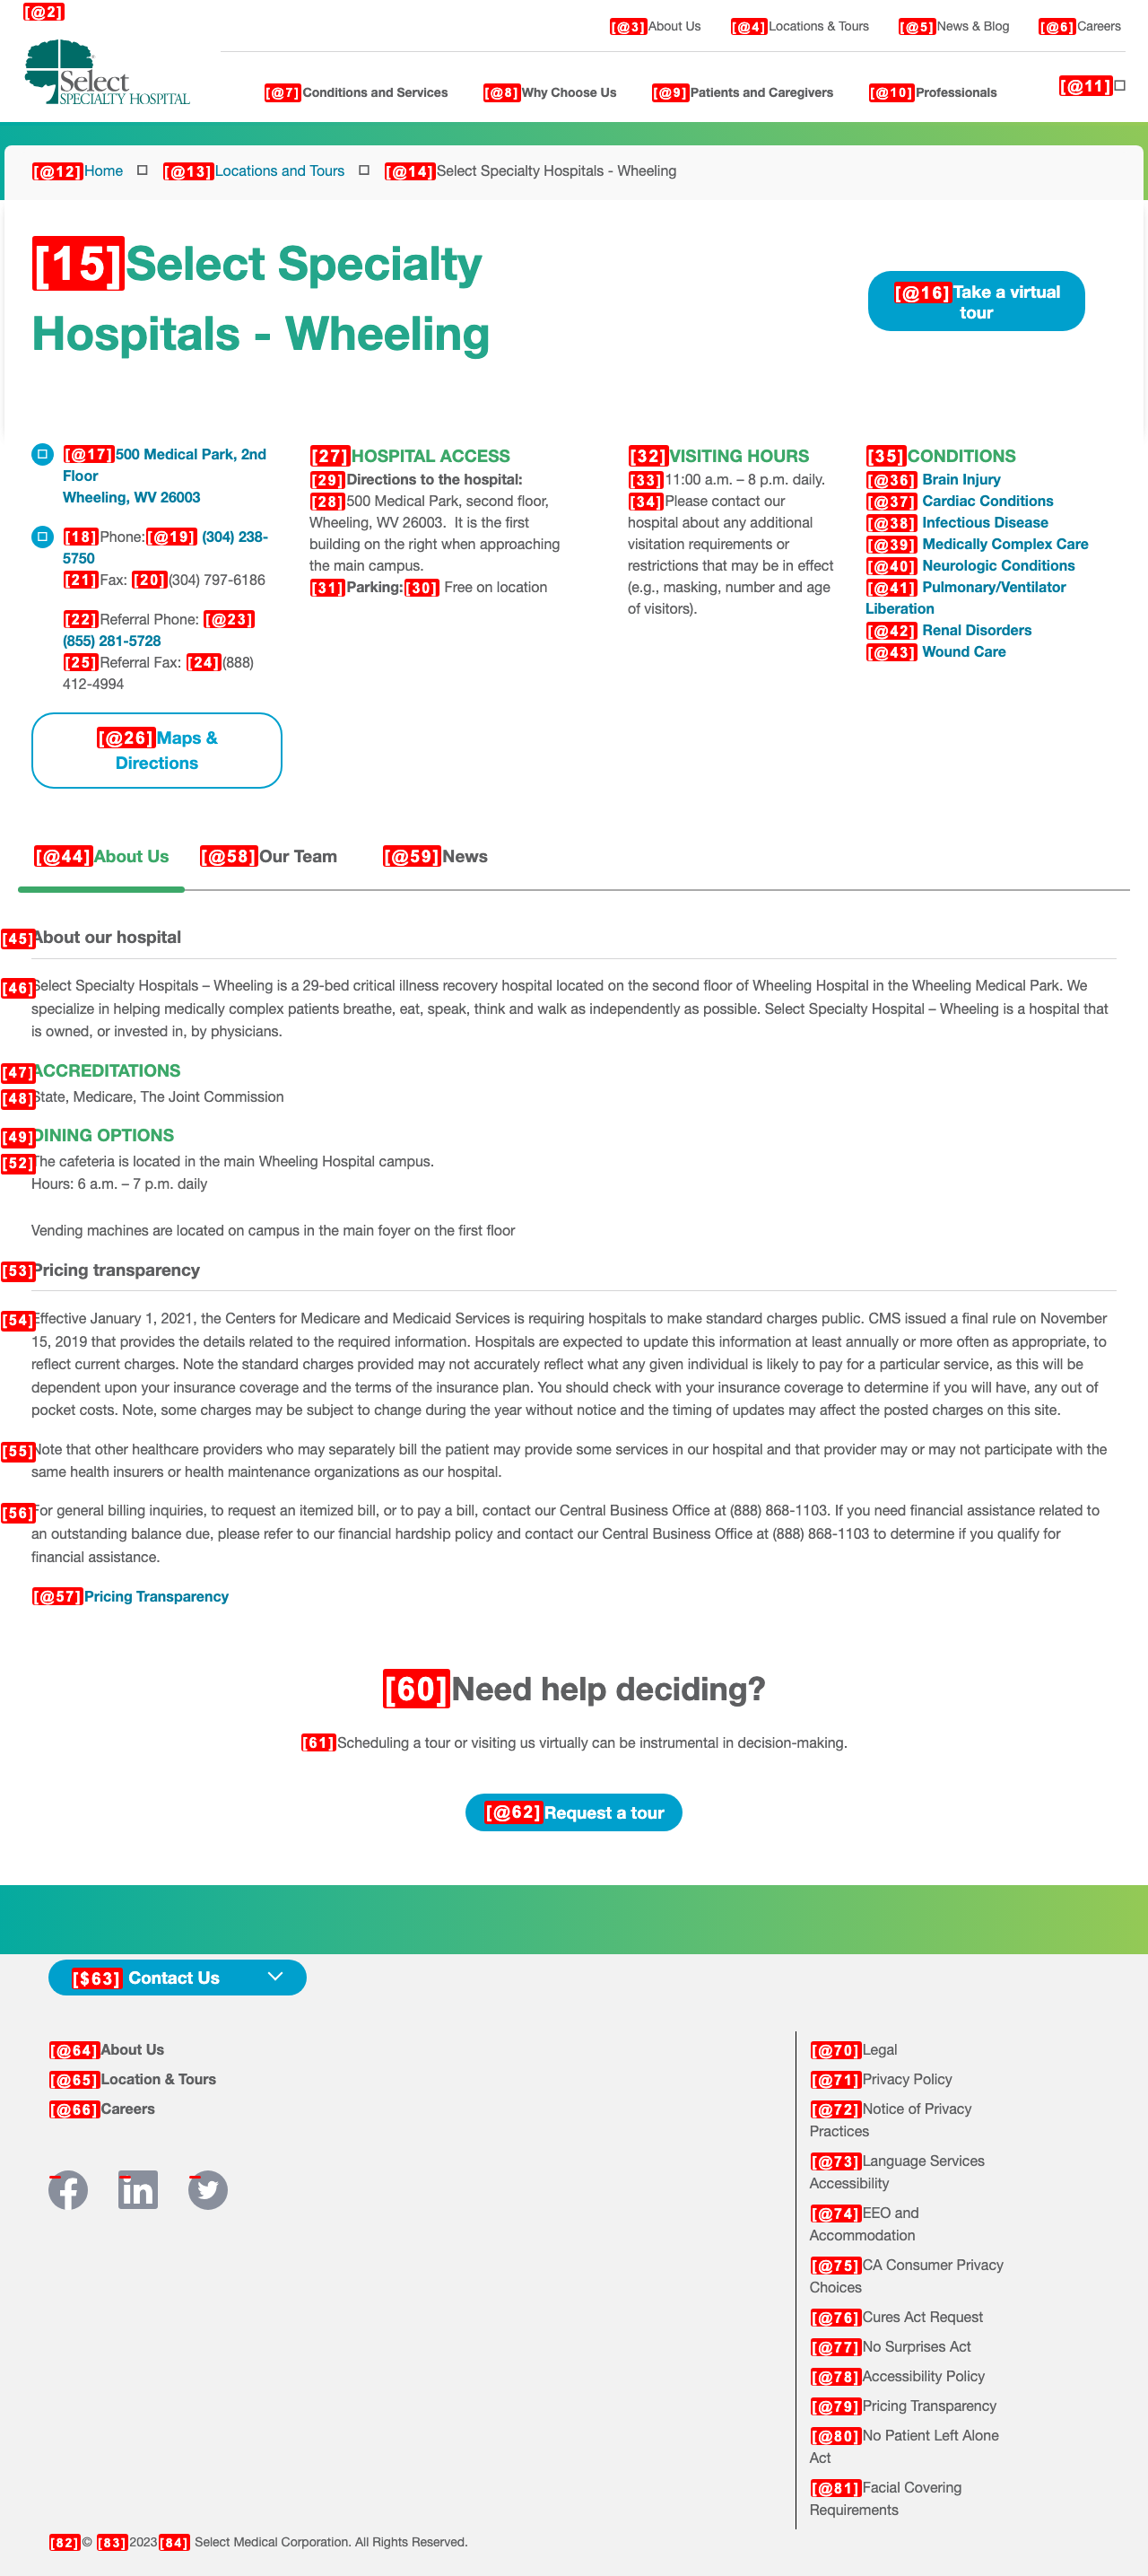 [@2]
[@3]About Us [@4]Locations & Tours [@5]News & Blog [@6]Careers
Select
SPECIALTY HOSPITAL
[@7]Conditions and Services [@8]Why Choose Us [@9]Patients and Caregivers [@10]Professionals [@11]
[@12]Home [@13]Locations and Tours [@14]Select Specialty Hospitals - Wheeling
[15]Select Specialty
Hospitals - Wheeling
[@16]Take a virtual
tour
[@17]500 Medical Park, 2nd
Floor
Wheeling, WV 26003
[18]Phone:[@19] (304) 238-
5750
[21]Fax: [20](304) 797-6186
[22]Referral Phone: [@23]
(855) 281-5728
[25]Referral Fax: [24](888)
412-4994
[@26]Maps &
Directions
[27]HOSPITAL ACCESS
[29]Directions to the hospital:
[28]500 Medical Park, second floor,
Wheeling, WV 26003. It is the first
building on the right when approaching
the main campus.
[31]Parking:[30] Free on location
[32]VISITING HOURS
[33]11:00 a.m. – 8 p.m. daily.
[34]Please contact our
hospital about any additional
visitation requirements or
restrictions that may be in effect
(e.g., masking, number and age
of visitors).
[35]CONDITIONS
[@36] Brain Injury
[@37] Cardiac Conditions
[@38] Infectious Disease
[@39] Medically Complex Care
[@40] Neurologic Conditions
[@41] Pulmonary/Ventilator
Liberation
[@42] Renal Disorders
[@43] Wound Care
[@44]About Us [@58]Our Team [@59]News
[45]About our hospital
[46]Select Specialty Hospitals – Wheeling is a 29-bed critical illness recovery hospital located on the second floor of Wheeling Hospital in the Wheeling Medical Park. We
specialize in helping medically complex patients breathe, eat, speak, think and walk as independently as possible. Select Specialty Hospital – Wheeling is a hospital that
is owned, or invested in, by physicians.
[47]ACCREDITATIONS
[48]State, Medicare, The Joint Commission
[49]DINING OPTIONS
[52]The cafeteria is located in the main Wheeling Hospital campus.
Hours: 6 a.m. – 7 p.m. daily
Vending machines are located on campus in the main foyer on the first floor
[53]Pricing transparency
[54]Effective January 1, 2021, the Centers for Medicare and Medicaid Services is requiring hospitals to make standard charges public. CMS issued a final rule on November
15, 2019 that provides the details related to the required information. Hospitals are expected to update this information at least annually or more often as appropriate, to
reflect current charges. Note the standard charges provided may not accurately reflect what any given individual is likely to pay for a particular service, as this will be
dependent upon your insurance coverage and the terms of the insurance plan. You should check with your insurance coverage to determine if you will have, any out of
pocket costs. Note, some charges may be subject to change during the year without notice and the timing of updates may affect the posted charges on this site.
[55]Note that other healthcare providers who may separately bill the patient may provide some services in our hospital and that provider may or may not participate with the
same health insurers or health maintenance organizations as our hospital.
[56]For general billing inquiries, to request an itemized bill, or to pay a bill, contact our Central Business Office at (888) 868-1103. If you need financial assistance related to
an outstanding balance due, please refer to our financial hardship policy and contact our Central Business Office at (888) 868-1103 to determine if you qualify for
financial assistance.
[@57]Pricing Transparency
[60]Need help deciding?
[61]Scheduling a tour or visiting us virtually can be instrumental in decision-making.
[@62]Request a tour
[$63] Contact Us
[@64]About Us
[@65]Location & Tours
[@66]Careers
[@70]Legal
[@71]Privacy Policy
[@72]Notice of Privacy
Practices
[@73]Language Services
Accessibility
[@74]EEO and
Accommodation
[@75]CA Consumer Privacy
Choices
[@76]Cures Act Request
[@77]No Surprises Act
[@78]Accessibility Policy
[@79]Pricing Transparency
[@80]No Patient Left Alone
Act
[@81]Facial Covering
Requirements
[82]© [83]2023[84] Select Medical Corporation. All Rights Reserved.